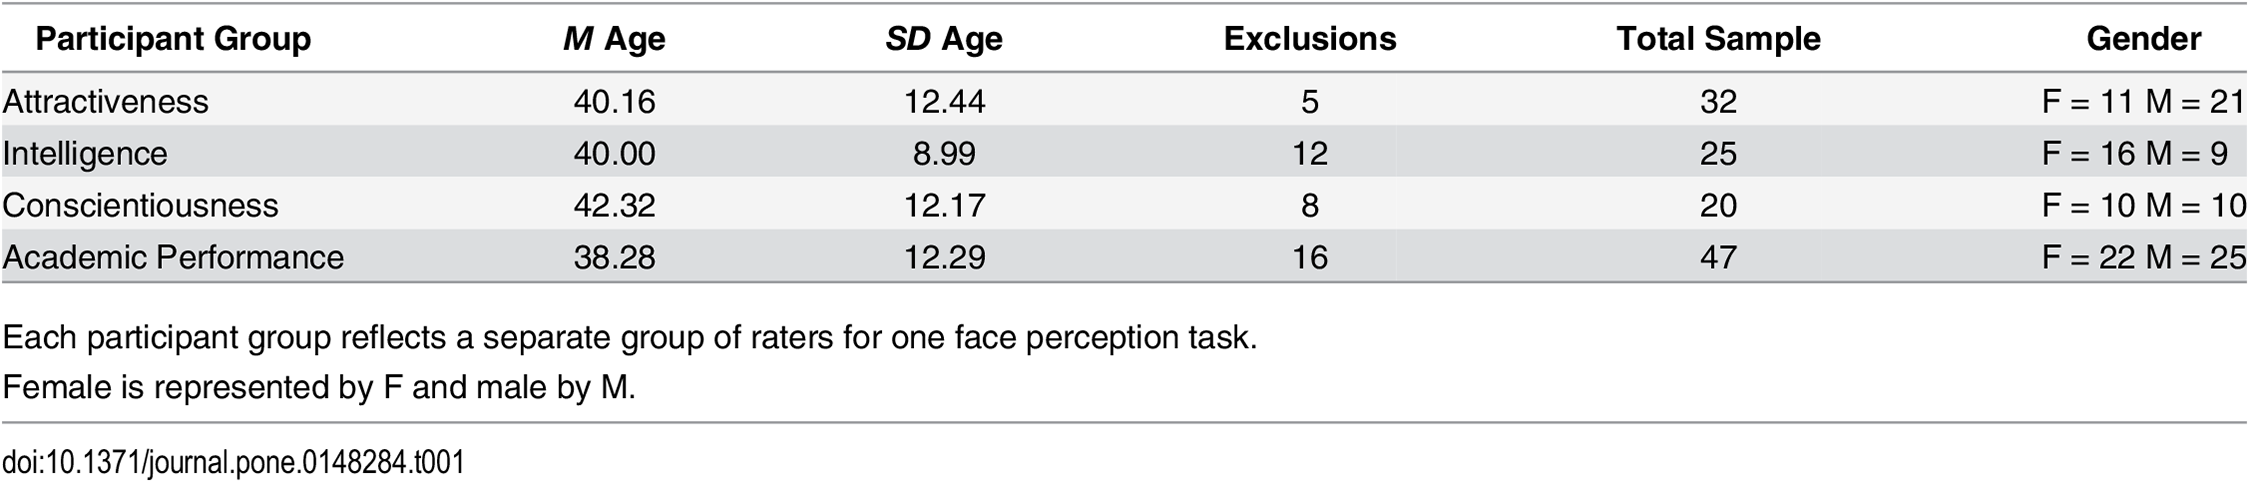 Participant Group M Age SD Age Exclusions Total Sample Gender
Attractiveness 40.16 12.44 5 32 F = 11 M = 21
Intelligence 40.00 8.99 12 25 F = 16 M = 9
Conscientiousness 42.32 12.17 8 20 F = 10 M = 10
Academic Performance 38.28 12.29 16 47 F = 22 M = 25
Each participant group reflects a separate group of raters for one face perception task.
Female is represented by F and male by M.
doi:10.1371/journal.pone.0148284.t001